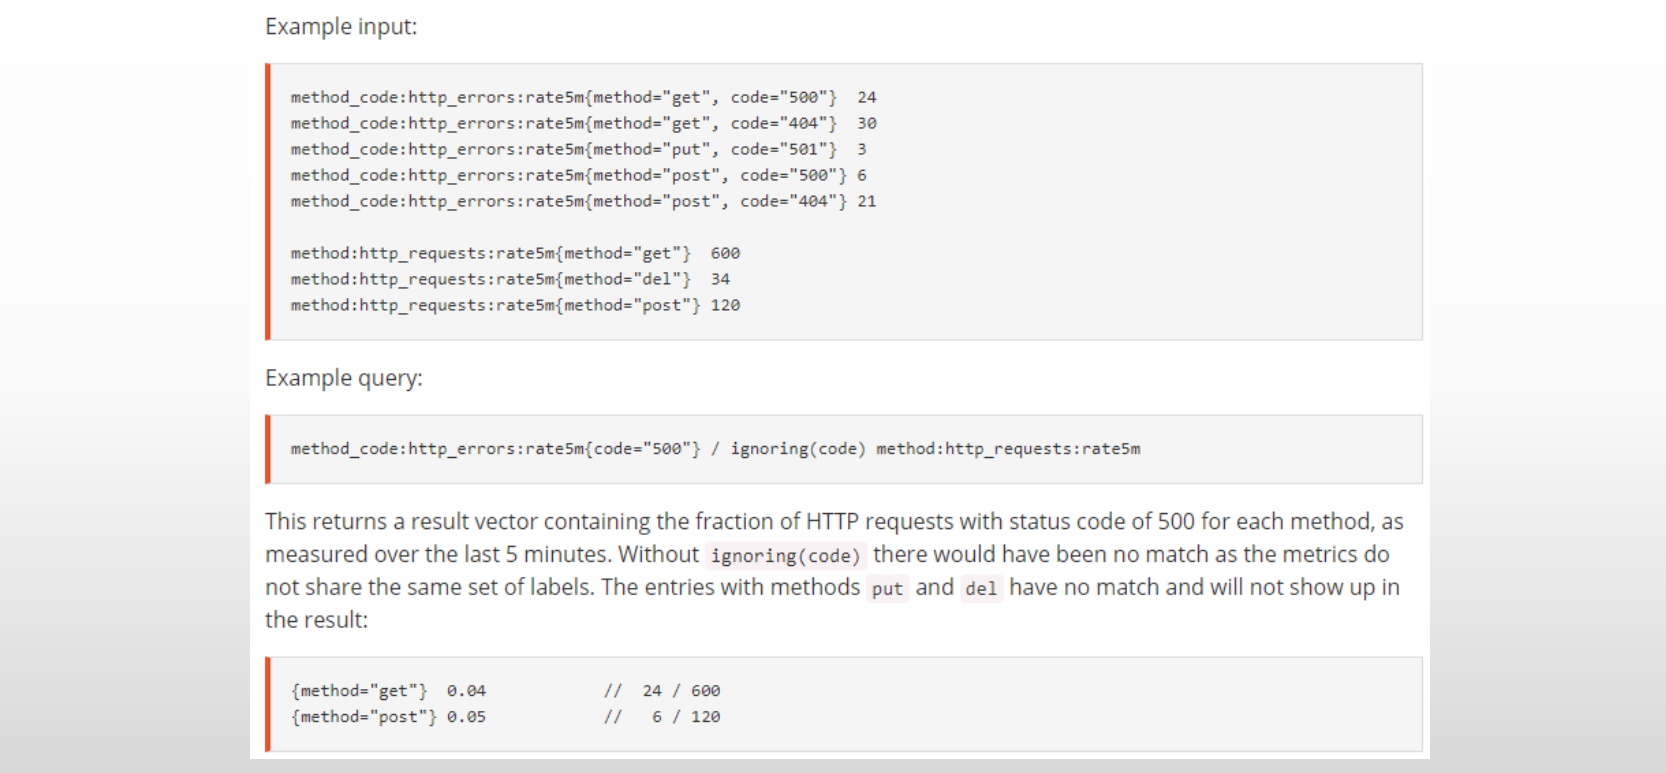 Example input:
method_code:http_errors:rate5m{method="get", code="500"}  24
method_code:http_errors:rate5m{method="get", code="404"}  30
method_code:http_errors:rate5m{method="put", code="501"}  3
method_code:http_errors:rate5m{method="post", code="500"} 6
method_code:http_errors:rate5m{method="post", code="404"} 21
method:http_requests:rate5m{method="get"}  600
method:http_requests:rate5m{method="del"}  34
method:http_requests:rate5m{method="post"} 120
Example query:
method_code:http_errors:rate5m{code="500"} / ignoring(code) method:http_requests:rate5m
This returns a result vector containing the fraction of HTTP requests with status code of 500 for each method, as
measured over the last 5 minutes. Without ignoring(code) there would have been no match as the metrics do
not share the same set of labels. The entries with methods put and del have no match and will not show up in
the result:
{method="get"}  0.04            //  24 / 600
{method="post"} 0.05            //   6 / 120